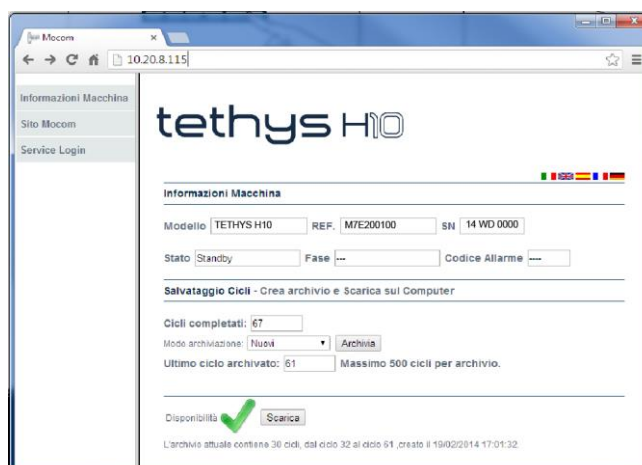 Mocom
10.20.8.115
Informazioni Macchina
Sito Mocom
Service Login
tethys H10
Informazioni Macchina
Modello TETHYS H10 REF. M7E200100 SN 14 WD 0000
Stato Standby Fase --- Codice Allarme ----
Salvataggio Cicli - Crea archivio e Scarica sul Computer
Cicli completati: 67
Modo archiviazione: Nuovi Archivia
Ultimo ciclo archivato: 61 Massimo 500 cicli per archivio.
Disponibilità Scarica
L'archivio attuale contiene 30 cicli, dal ciclo 32 al ciclo 61 ,creato il 19/02/2014 17:01:32